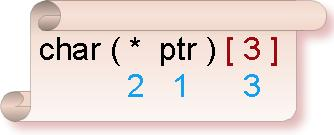 char ( * ptr ) [ 3 ]
2 1 3